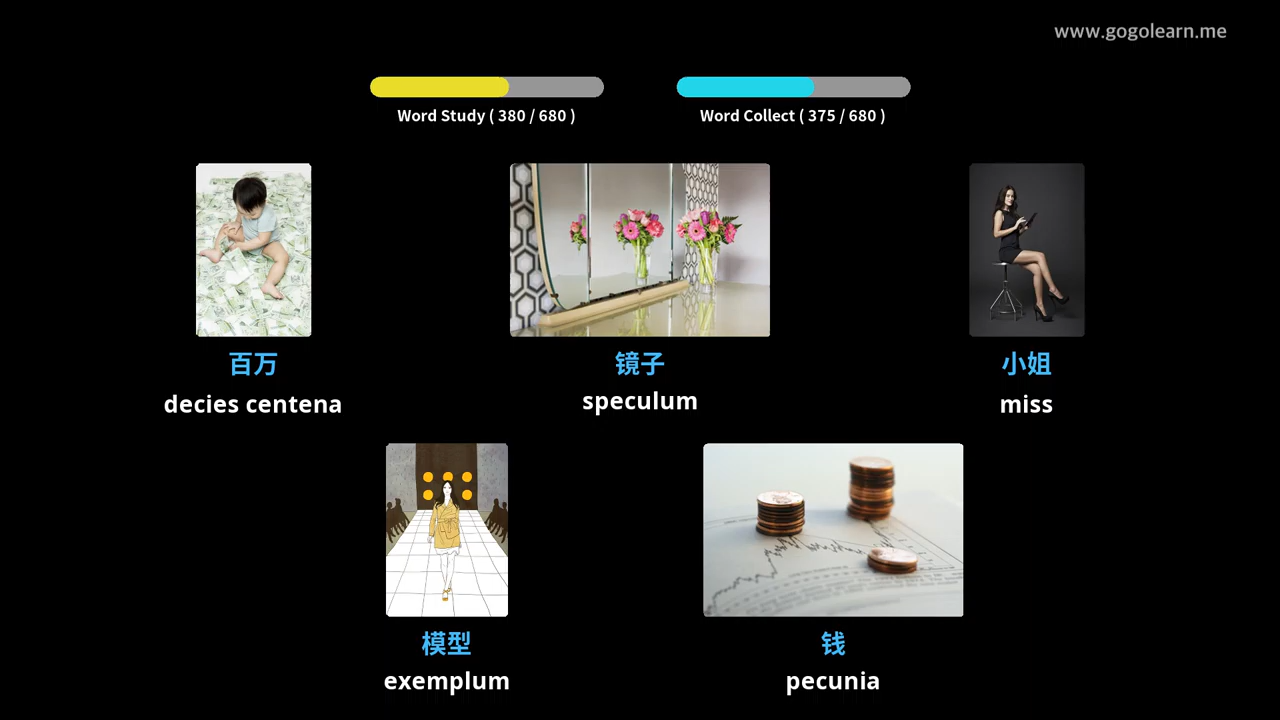 www.gogolearn.me
Word Study ( 380 / 680 )
Word Collect ( 375 / 680 )
百万
decies centena
镜子
speculum
小姐
miss
模型
exemplum
钱
pecunia